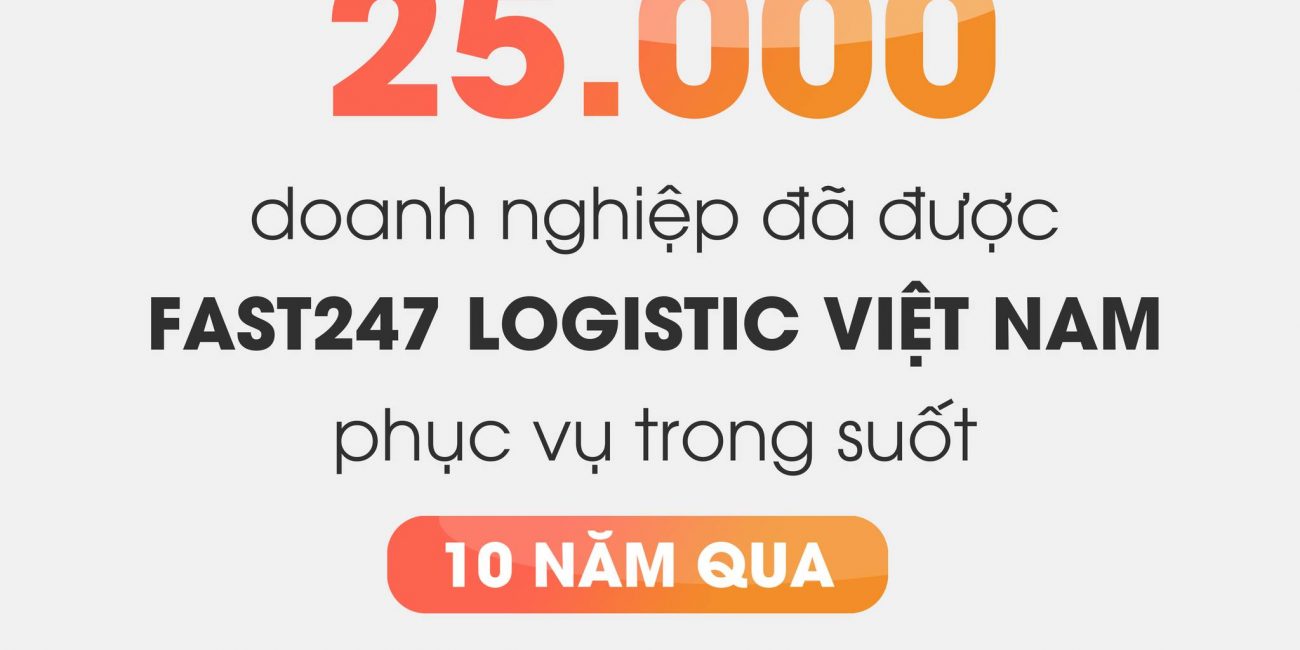 25.000
doanh nghiệp đã được
FAST247 LOGISTIC VIỆT NAM
phục vụ trong suốt
10 NĂM QUA